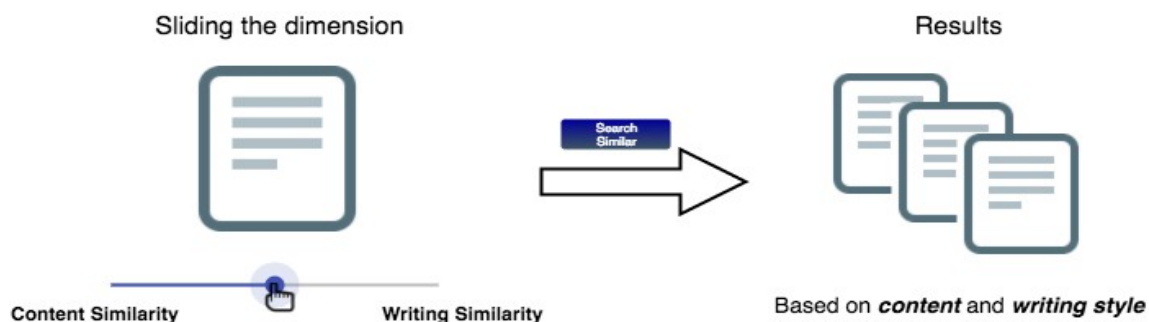 Sliding the dimension
Results
Search
Similar
Content Similarity
Writing Similarity
Based on content and writing style